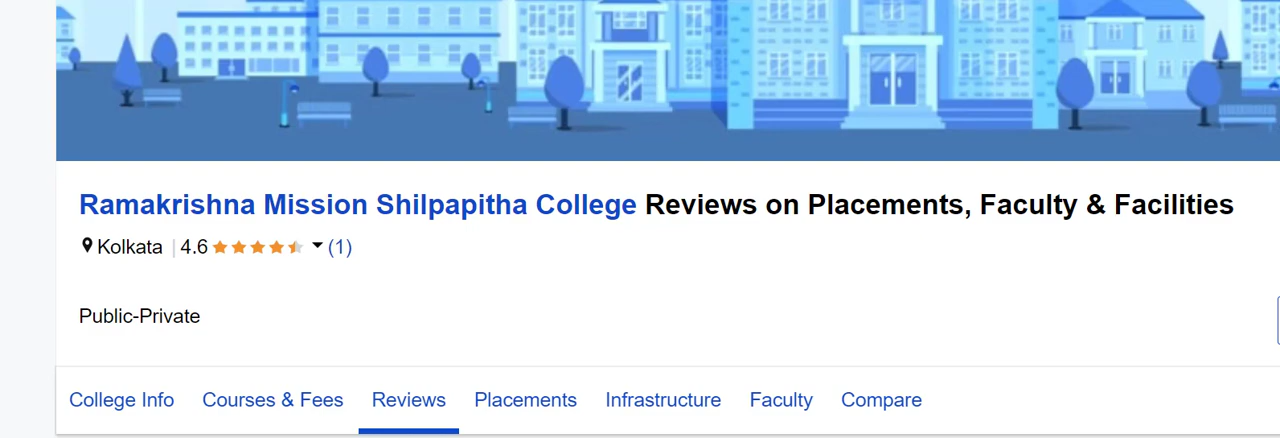 Ramakrishna Mission Shilpapitha College Reviews on Placements, Faculty & Facilities
Kolkata | 4.6 (1)
Public-Private
College Info Courses & Fees Reviews Placements Infrastructure Faculty Compare